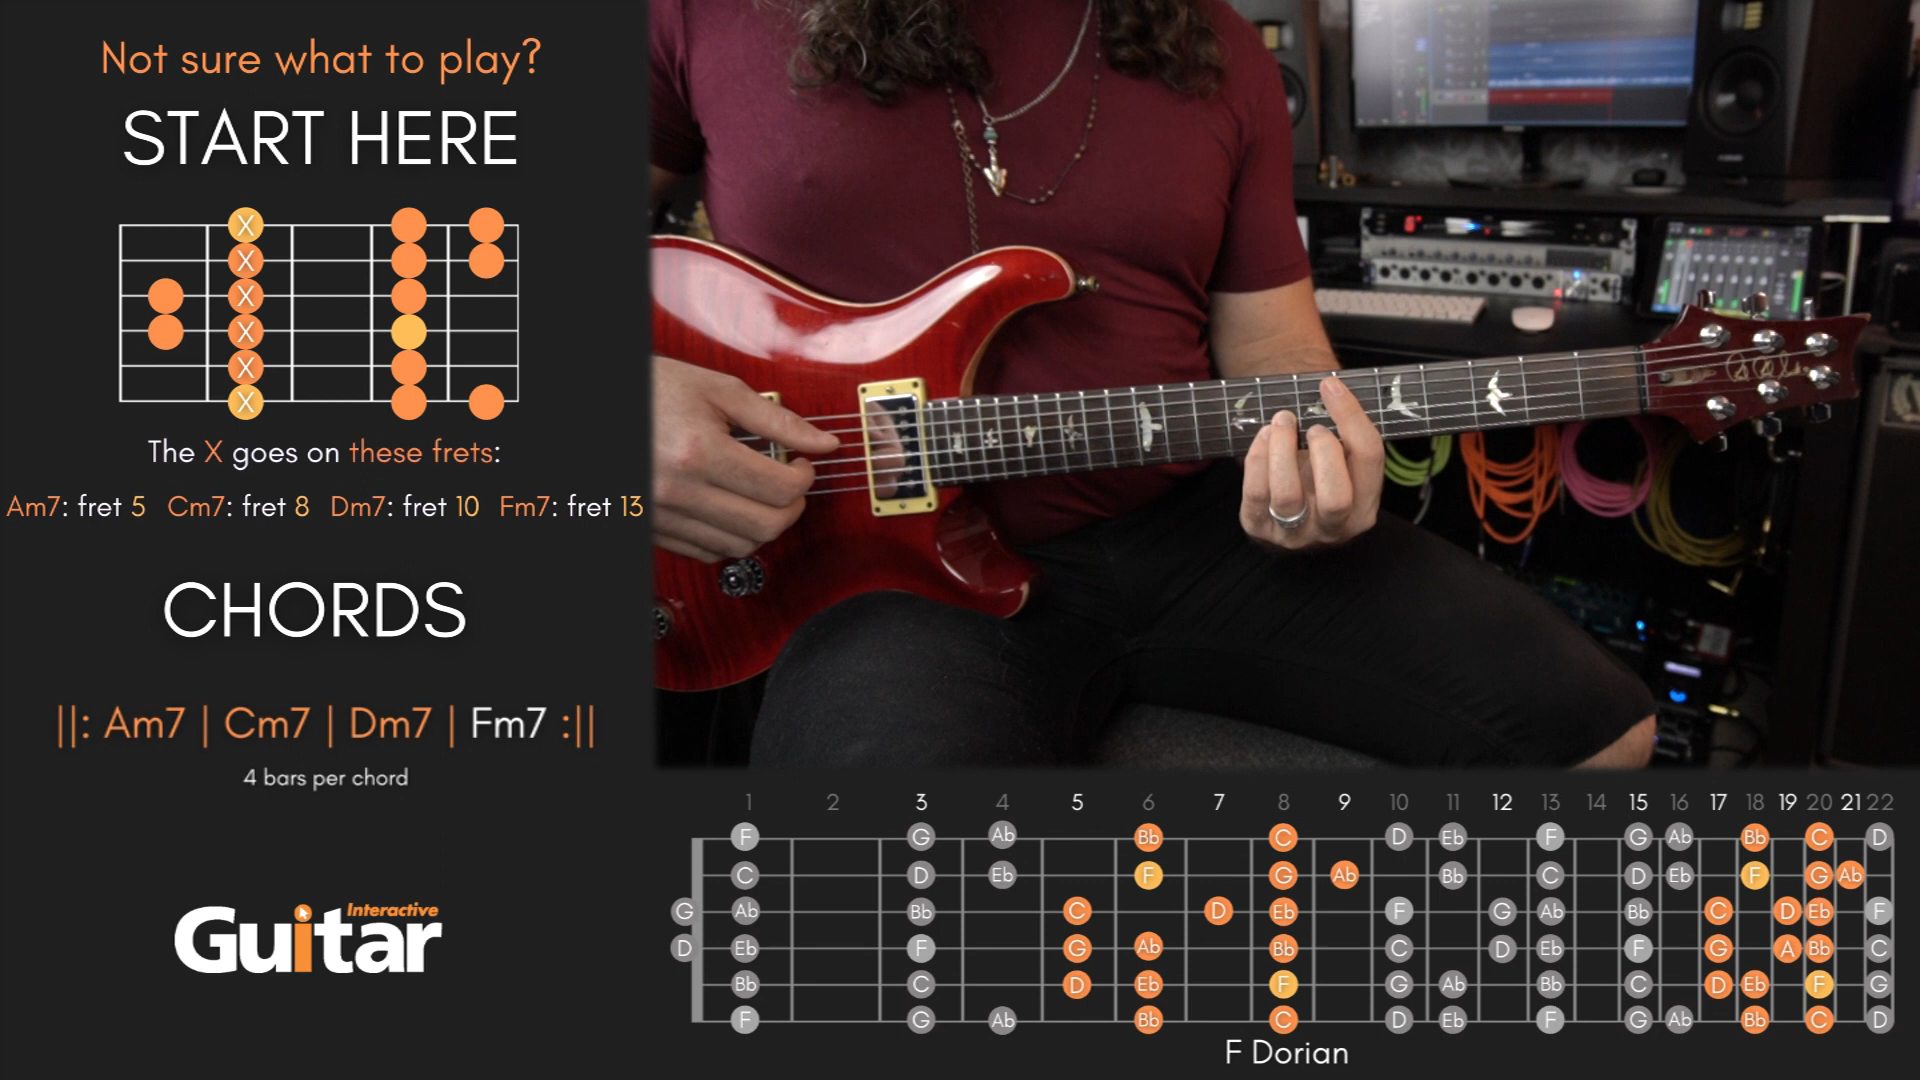 Not sure what to play?
START HERE
X
X
X
X
X
X
The X goes on these frets:
Am7: fret 5 Cm7: fret 8 Dm7: fret 10 Fm7: fret 13
CHORDS
||: Am7 | Cm7 | Dm7 | Fm7 :||
4 bars per chord
Interactive
Guitar
1 2 3 4 5 6 7 8 9 10 11 12 13 14 15 16 17 18 19 20 21 22
F G Ab Bb C D Eb F G Ab Bb C D
C D Eb F G Ab Bb C D Eb F G Ab
G Ab Bb C D Eb F G Ab Bb C D Eb F
D Eb F G Ab Bb C D Eb F G A Bb C
Bb C D Eb F G Ab Bb C D Eb F G
F G Ab Bb C D Eb F G Ab Bb C D
F Dorian